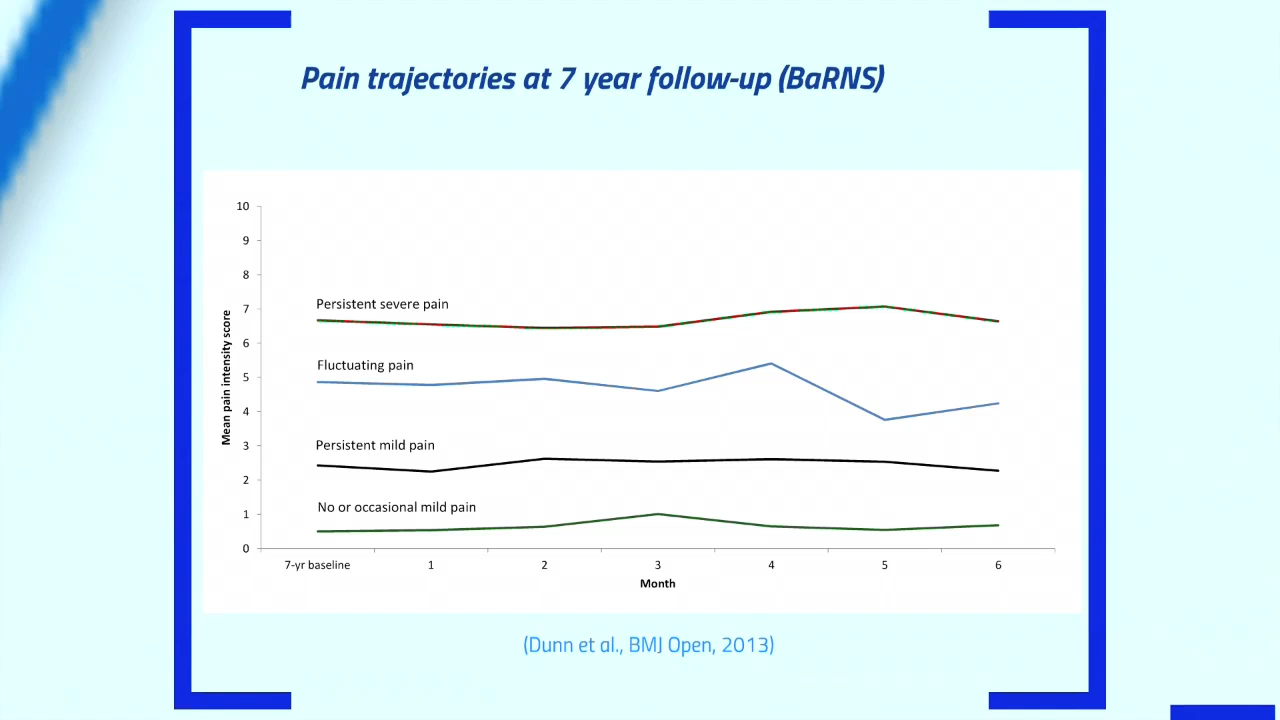 Pain trajectories at 7 year follow-up (BaRNS)
10
9
8
7
6
5
4
3
2
1
0
Mean pain intensity score
Persistent severe pain
Fluctuating pain
Persistent mild pain
No or occasional mild pain
7-yr baseline 1 2 3 4 5 6
Month
(Dunn et al., BMJ Open, 2013)